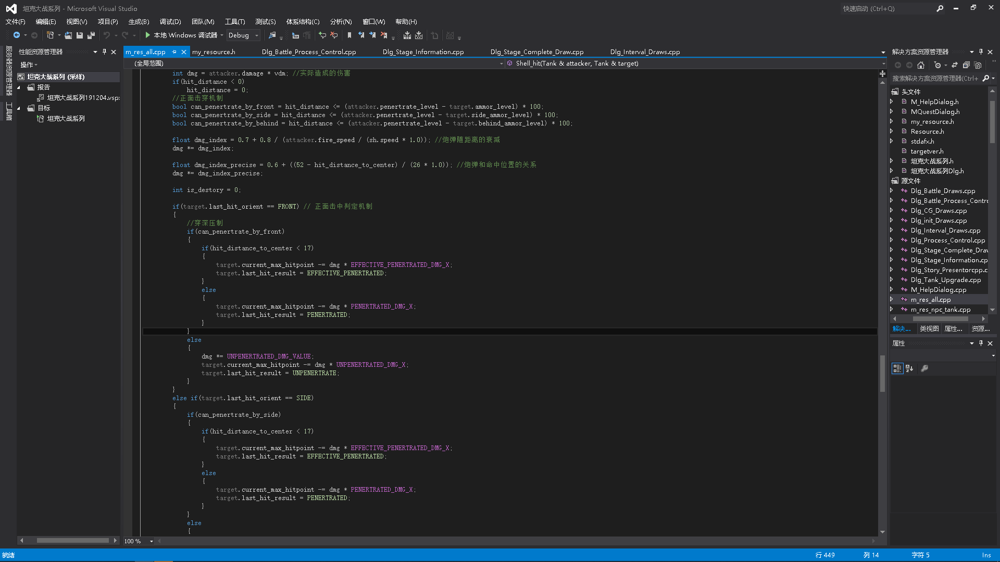 坦克大战系列 - Microsoft Visual Studio
快速启动 (Ctrl+Q)
文件(F) 编辑(E) 视图(V) 项目(P) 生成(B) 调试(D) 团队(M) 工具(T) 测试(S) 体系结构(C) 分析(N) 窗口(W) 帮助(H)
本地 Windows 调试器 Debug
服务器资源管理器
工具箱
性能资源管理器
操作
坦克大战系列 (采样)
报告
坦克大战系列191204.vsp
目标
坦克大战系列
m_res_all.cpp my_resource.h Dlg_Battle_Process_Control.cpp Dlg_Stage_Information.cpp Dlg_Stage_Complete_Draw.cpp Dlg_Interval_Draws.cpp
(全局范围) Shell_hit(Tank & attacker, Tank & target)
int dmg = attacker.damage * vdm; //实际造成的伤害
if(hit_distance < 0)
hit_distance = 0;
//正面击穿机制
bool can_penertrate_by_front = hit_distance <= (attacker.penertrate_level - target.ammor_level) * 100;
bool can_penertrate_by_side = hit_distance <= (attacker.penertrate_level - target.side_ammor_level) * 100;
bool can_penertrate_by_behind = hit_distance <= (attacker.penertrate_level - target.behind_ammor_level) * 100;
float dmg_index = 0.7 + 0.8 / (attacker.fire_speed / (sh.speed * 1.0)); //炮弹随距离的衰减
dmg *= dmg_index;
float dmg_index_precise = 0.6 + ((52 - hit_distance_to_center) / (26 * 1.0)); //炮弹和命中位置的关系
dmg *= dmg_index_precise;
int is_destory = 0;
if(target.last_hit_orient == FRONT) // 正面击中判定机制
{
//穿深压制
if(can_penertrate_by_front)
{
if(hit_distance_to_center < 17)
{
target.current_max_hitpoint -= dmg * EFFECTIVE_PENERTRATED_DMG_X;
target.last_hit_result = EFFECTIVE_PENERTRATED;
}
else
{
target.current_max_hitpoint -= dmg * PENERTRATED_DMG_X;
target.last_hit_result = PENERTRATED;
}
}
else
{
dmg *= UNPENERTRATED_DMG_VALUE;
target.current_max_hitpoint -= dmg * UNPENERTRATED_DMG_X;
target.last_hit_result = UNPENERTRATE;
}
}
else if(target.last_hit_orient == SIDE)
{
if(can_penertrate_by_side)
{
if(hit_distance_to_center < 17)
{
target.current_max_hitpoint -= dmg * EFFECTIVE_PENERTRATED_DMG_X;
target.last_hit_result = EFFECTIVE_PENERTRATED;
}
else
{
target.current_max_hitpoint -= dmg * PENERTRATED_DMG_X;
target.last_hit_result = PENERTRATED;
}
}
else
{
100 %
解决方案资源管理器
搜索解决方案资源管理器(Ctrl+
头文件
M_HelpDialog.h
MQuestDialog.h
my_resource.h
Resource.h
stdafx.h
targetver.h
坦克大战系列.h
坦克大战系列Dlg.h
源文件
Dlg_Battle_Draws.cpp
Dlg_Battle_Process_Contro
Dlg_CG_Draws.cpp
Dlg_init_Draws.cpp
Dlg_Interval_Draws.cpp
Dlg_Process_Control.cpp
Dlg_Stage_Complete_Draw
Dlg_Stage_Information.cp
Dlg_Story_Presentorcpp.c
Dlg_Tank_Upgrade.cpp
M_HelpDialog.cpp
m_res_all.cpp
m_res_npc_tank.cpp
解决... 类视图 属性... 资源...
属性
就绪 行 449 列 14 字符 5 Ins